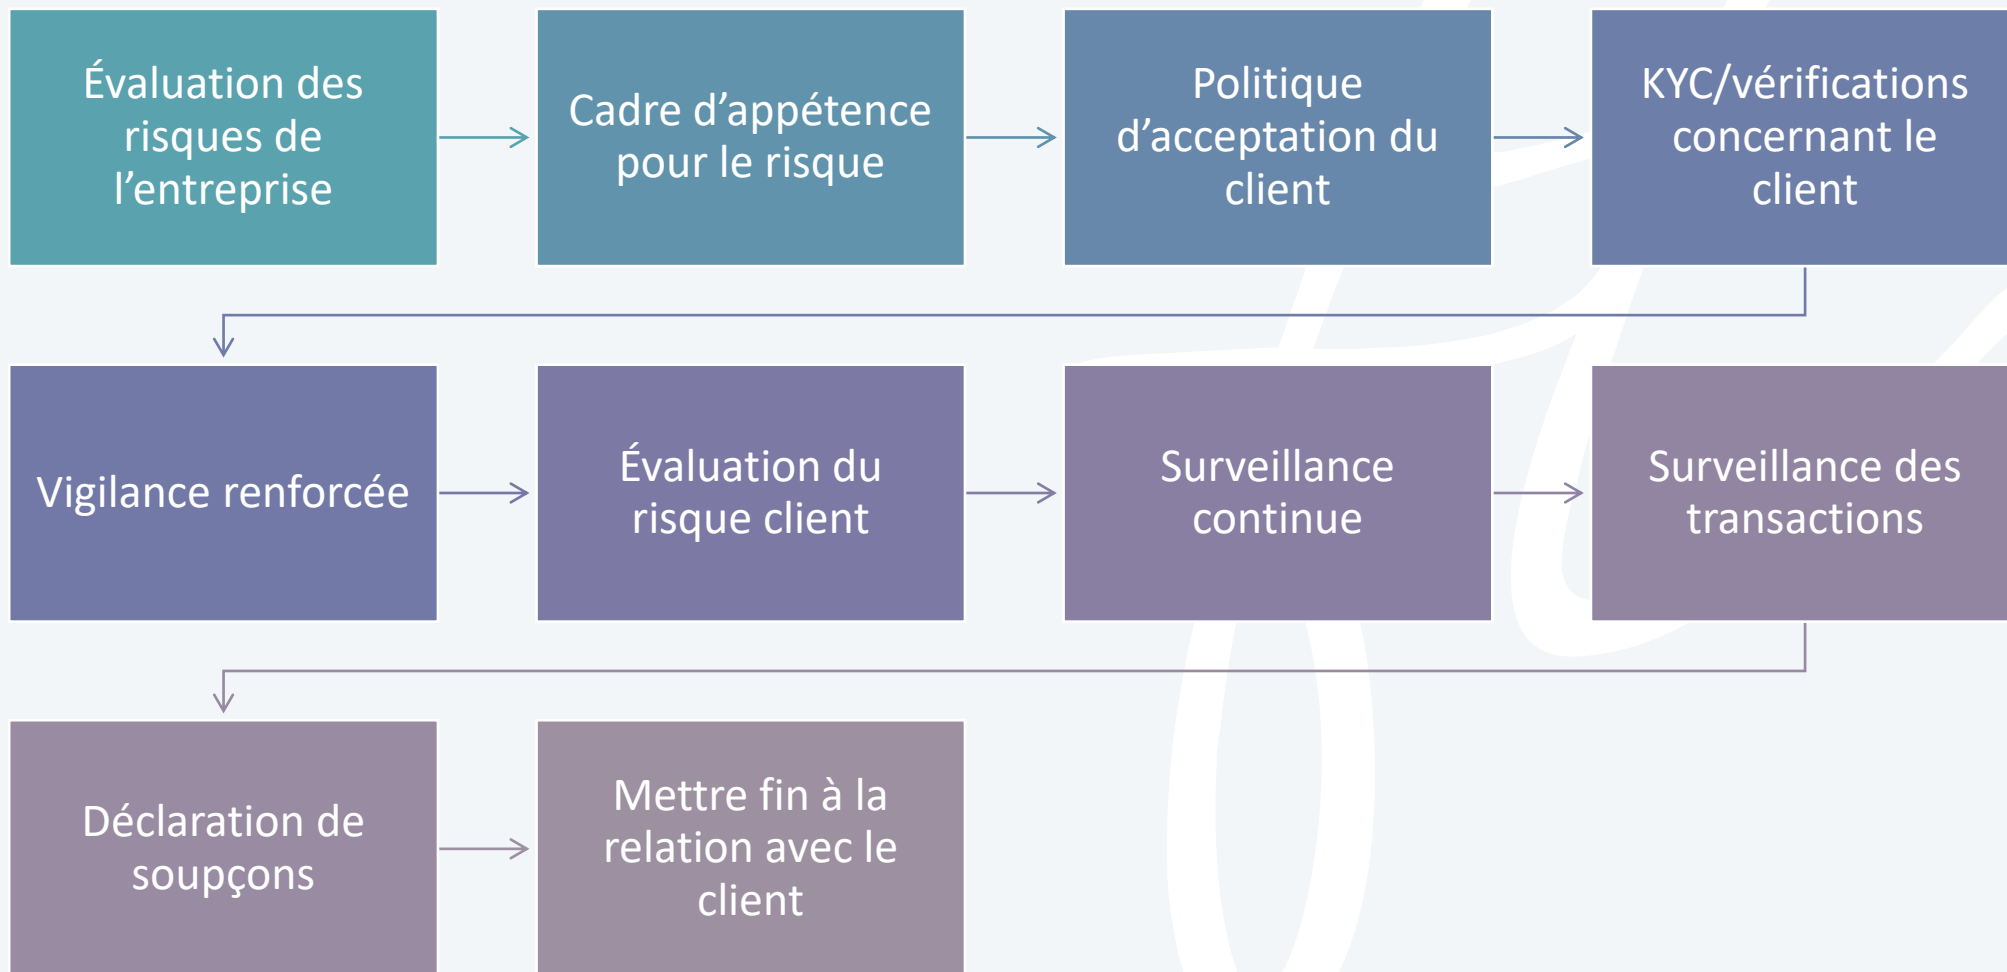 Évaluation des
risques de
l’entreprise
Cadre d’appétence
pour le risque
Politique
d’acceptation du
client
KYC/vérifications
concernant le
client
Vigilance renforcée
Évaluation du
risque client
Surveillance
continue
Surveillance des
transactions
Déclaration de
soupçons
Mettre fin à la
relation avec le
client